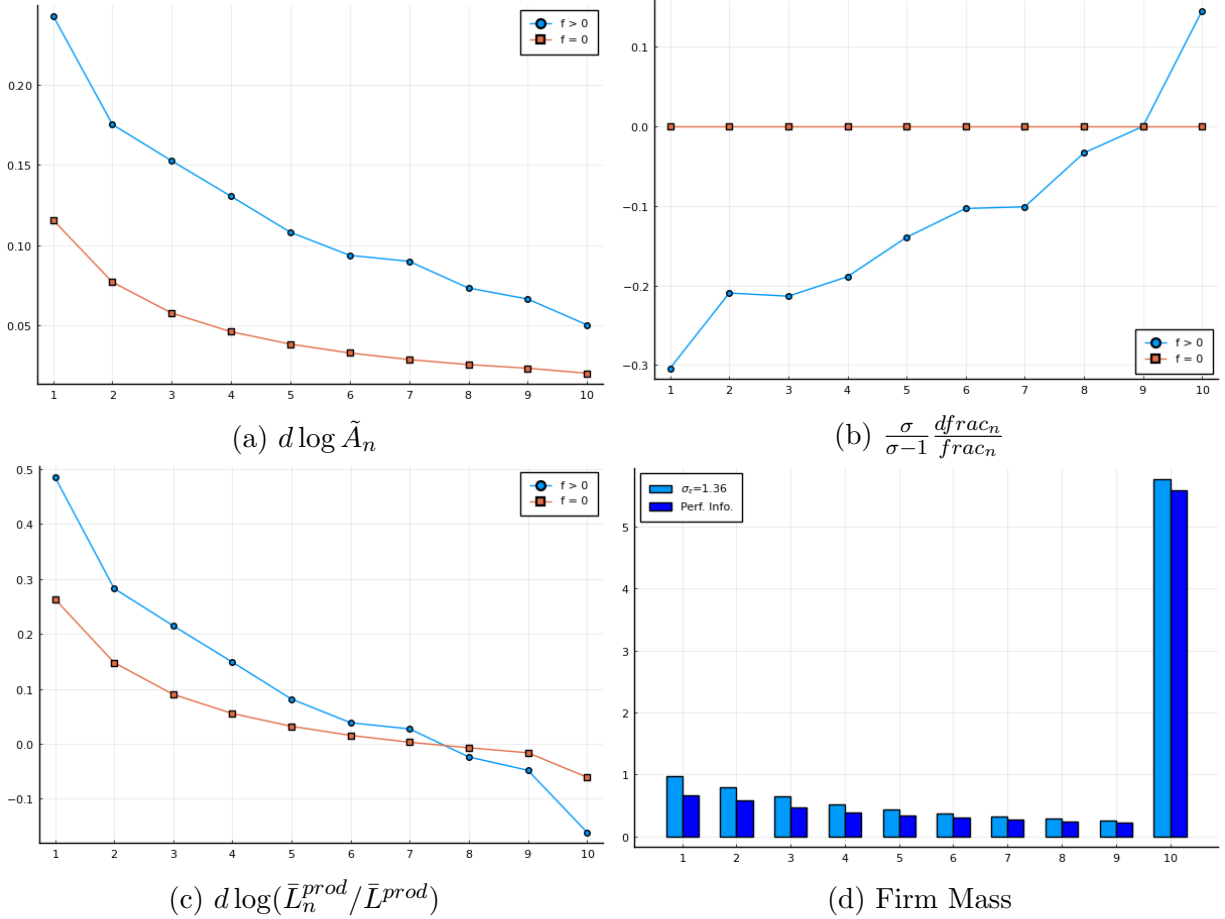 0.20
0.15
0.10
0.05
1 2 3 4 5 6 7 8 9 10
f > 0
f = 0
(a) d log Ã_n
0.1
0.0
−0.1
−0.2
−0.3
1 2 3 4 5 6 7 8 9 10
f > 0
f = 0
(b) \frac{σ}{σ−1} \frac{dfrac_n}{frac_n}
0.5
0.4
0.3
0.2
0.1
0.0
−0.1
1 2 3 4 5 6 7 8 9 10
f > 0
f = 0
(c) d log(L̄_n^{prod}/L̄^{prod})
5
4
3
2
1
0
1 2 3 4 5 6 7 8 9 10
σ_ε=1.36
Perf. Info.
(d) Firm Mass